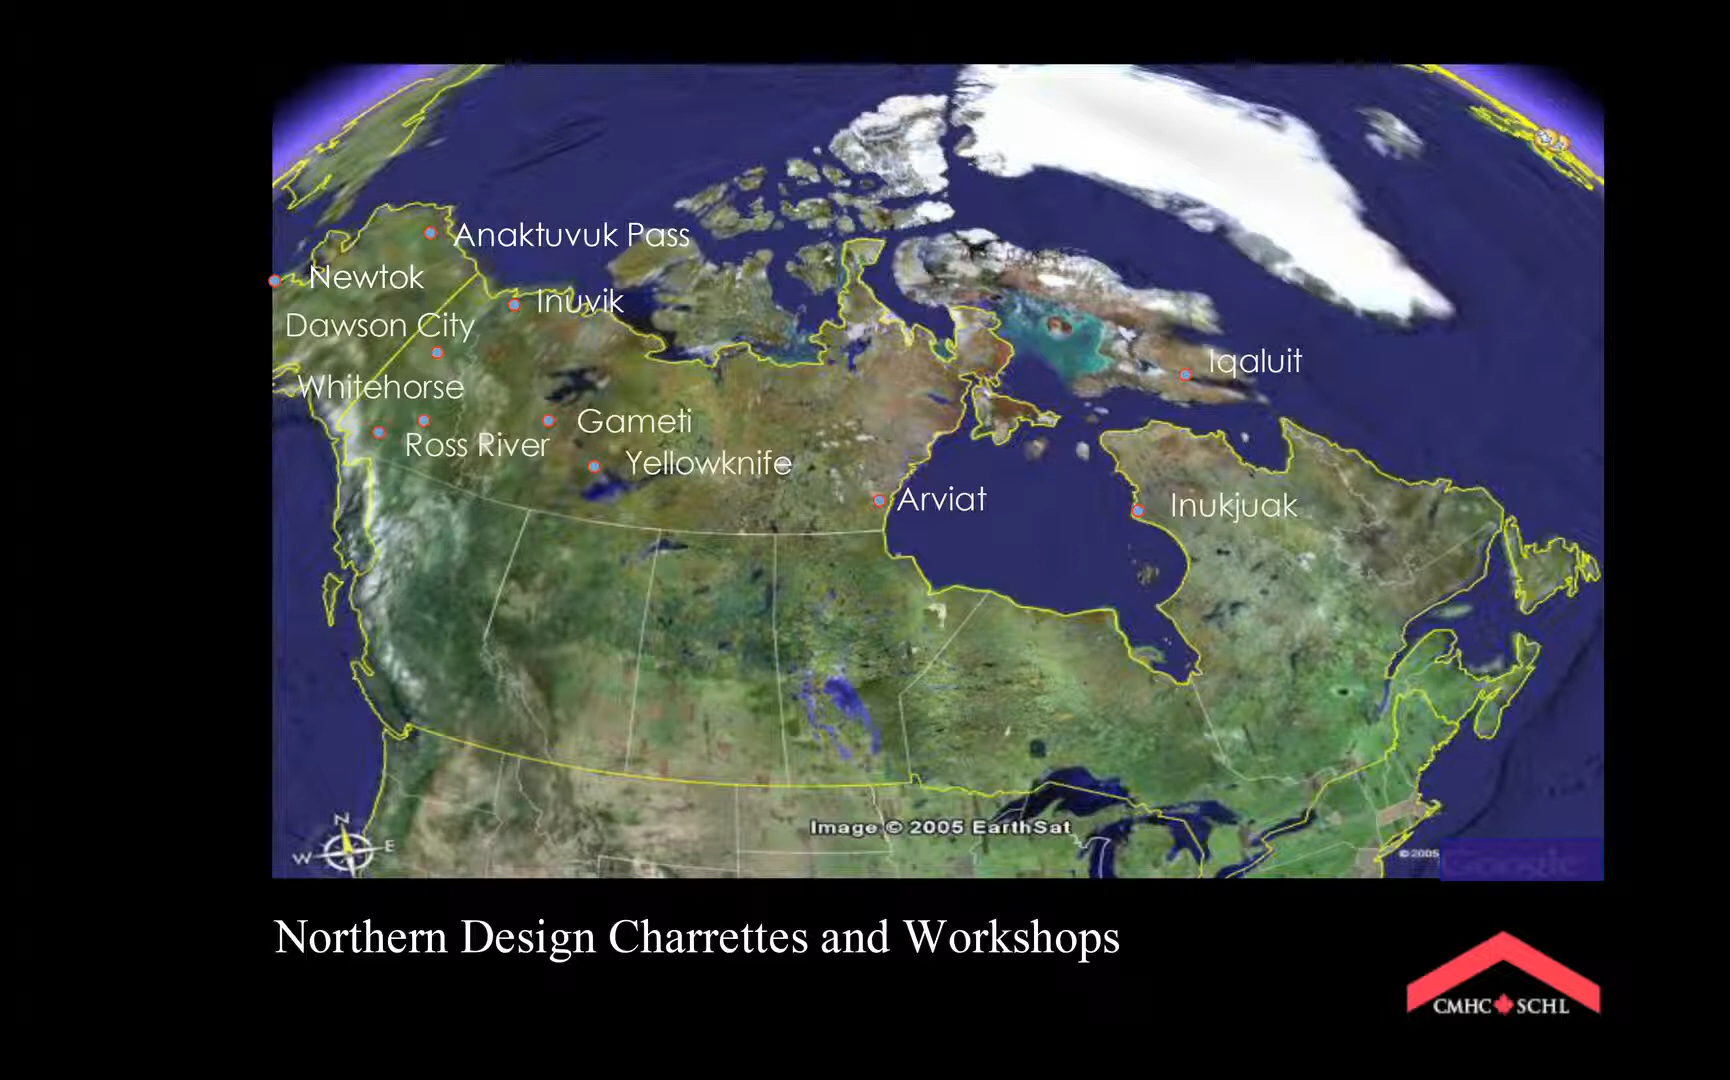 Anaktuvuk Pass
Newtok
Inuvik
Dawson City
Iqaluit
Whitehorse
Gameti
Ross River
Yellowknife
Arviat
Inukjuak
Image © 2005 EarthSat
N
W
E
©2005 Google
Northern Design Charrettes and Workshops
CMHC SCHL